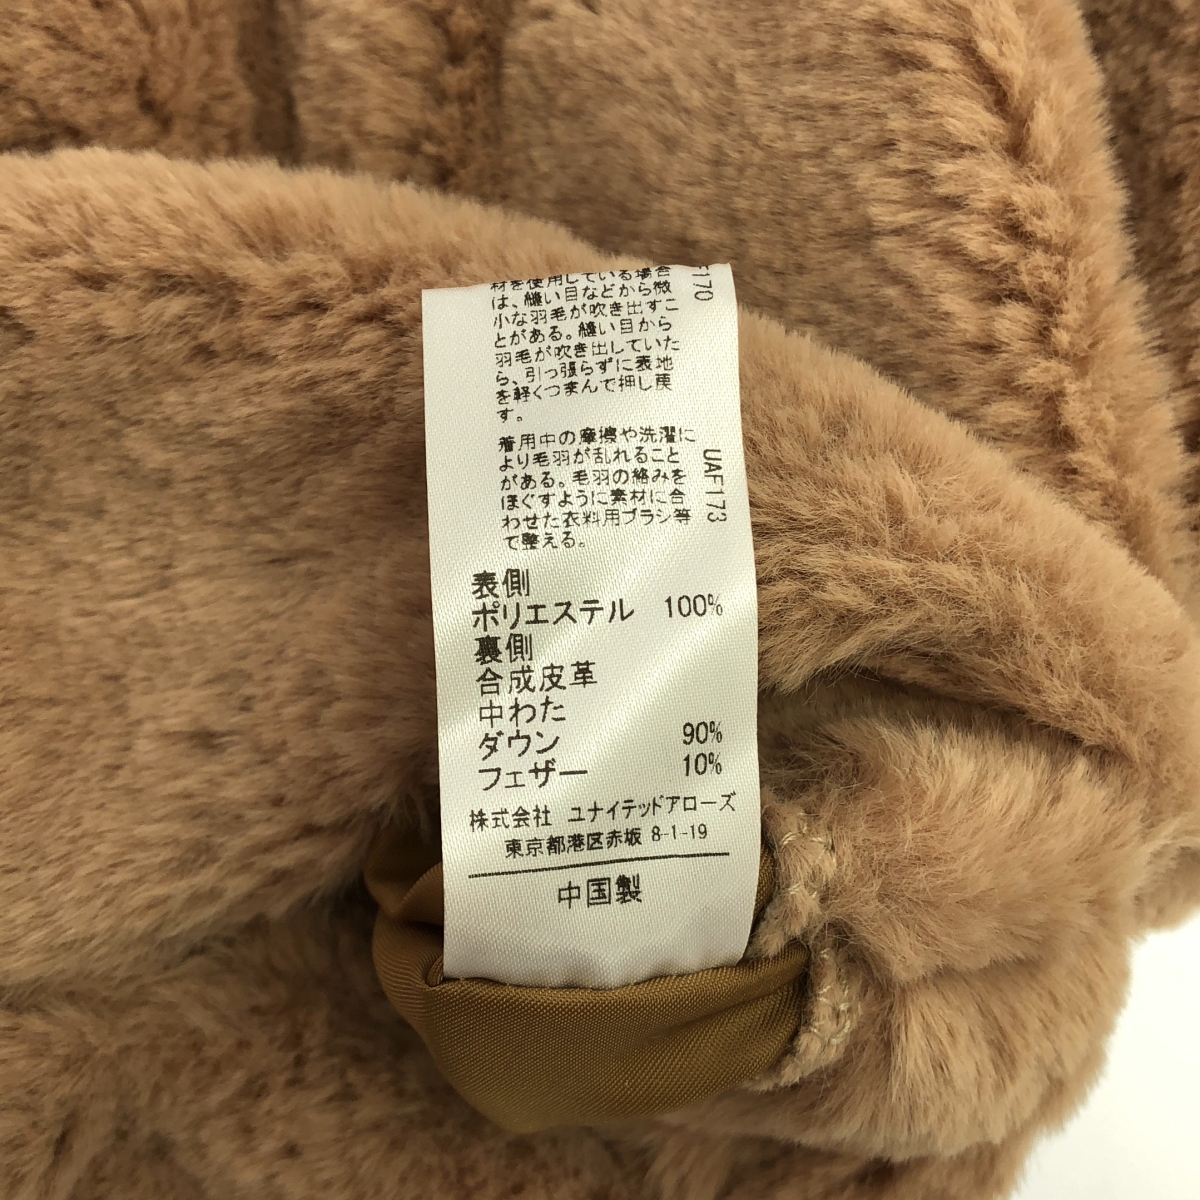 材を使用している場合
は、縫い目などから微
小な羽毛が吹き出すこ
とがある。縫い目から
羽毛が吹き出していた
ら、引っ張らずに表地
を軽くつまんで押し戻
す。
F170
着用中の摩擦や洗濯に
より毛羽が乱れること
がある。毛羽の絡みを
ほぐすように素材に合
わせた衣料用ブラシ等
で整える。
UAF173
表側
ポリエステル 100%
裏側
合成皮革
中わた
ダウン 90%
フェザー 10%
株式会社 ユナイテッドアローズ
東京都港区赤坂 8-1-19
中国製